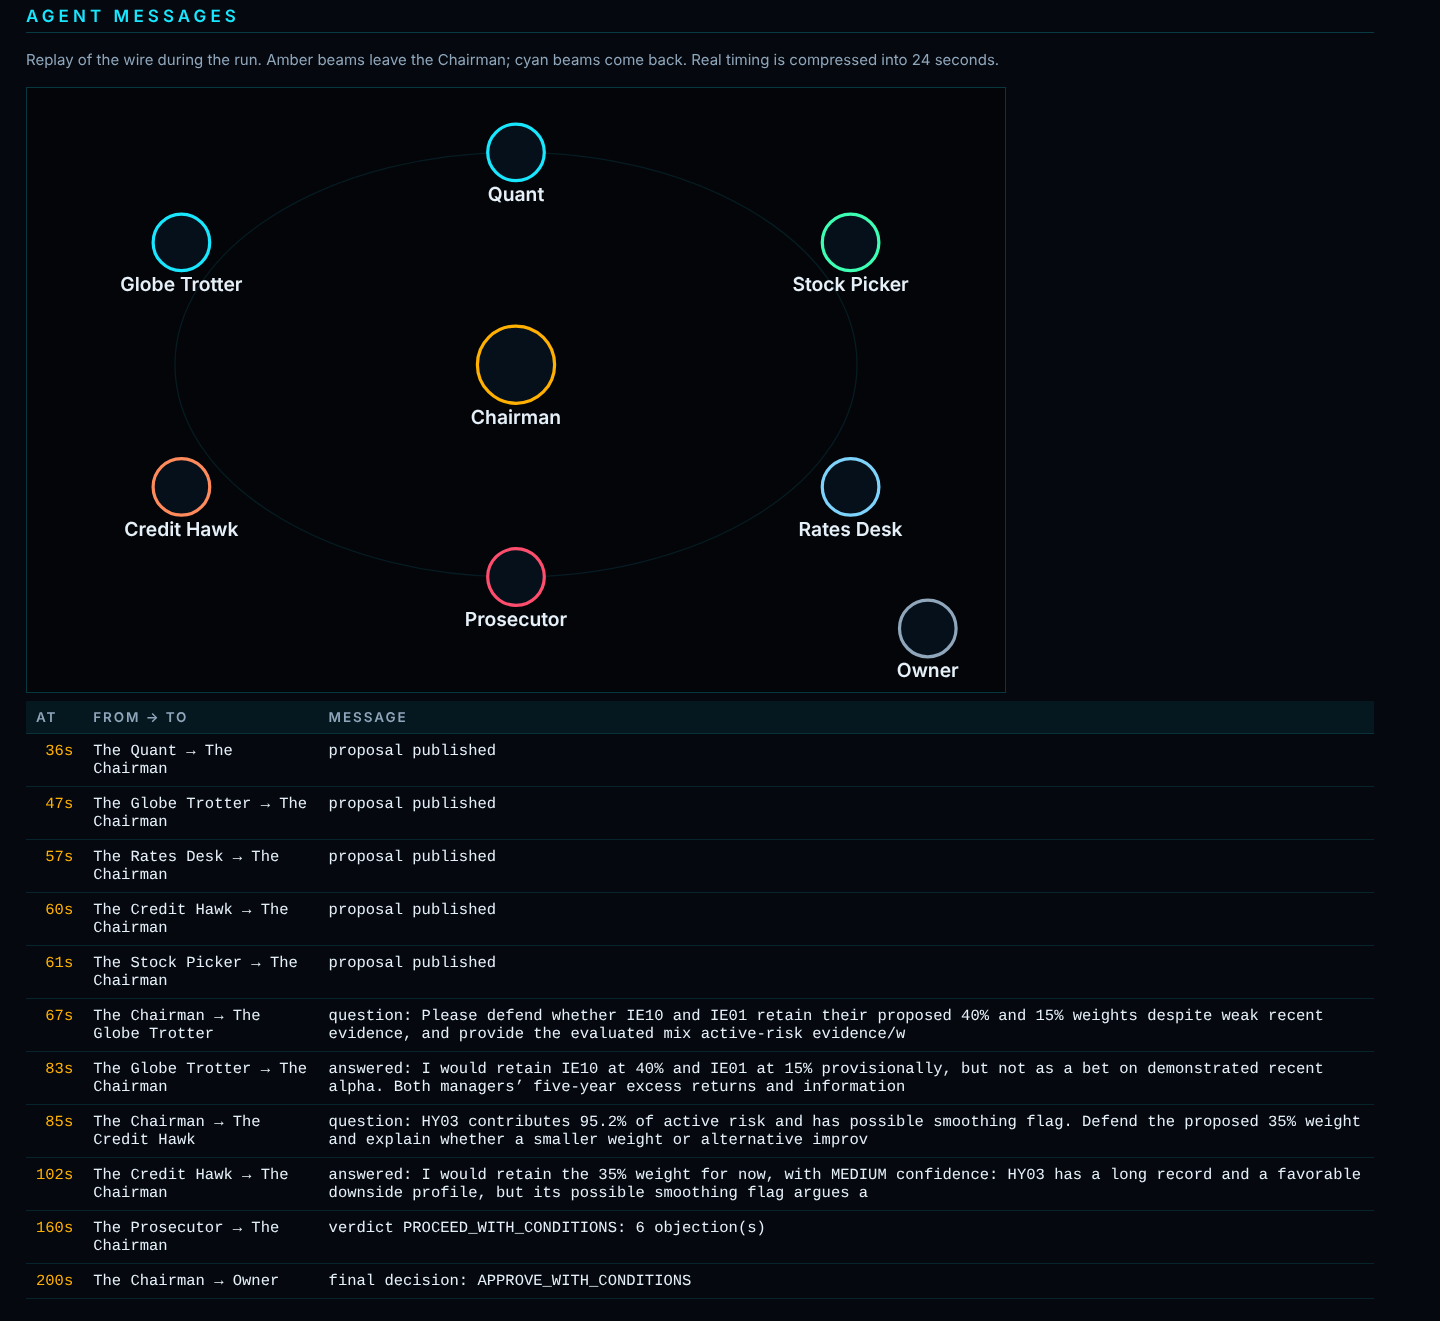 AGENT MESSAGES
Replay of the wire during the run. Amber beams leave the Chairman; cyan beams come back. Real timing is compressed into 24 seconds.
Quant
Globe Trotter
Stock Picker
Chairman
Credit Hawk
Rates Desk
Prosecutor
Owner
AT FROM → TO MESSAGE
36s The Quant → The proposal published
Chairman
47s The Globe Trotter → The proposal published
Chairman
57s The Rates Desk → The proposal published
Chairman
60s The Credit Hawk → The proposal published
Chairman
61s The Stock Picker → The proposal published
Chairman
67s The Chairman → The question: Please defend whether IE10 and IE01 retain their proposed 40% and 15% weights despite weak recent
Globe Trotter evidence, and provide the evaluated mix active-risk evidence/w
83s The Globe Trotter → The answered: I would retain IE10 at 40% and IE01 at 15% provisionally, but not as a bet on demonstrated recent
Chairman alpha. Both managers’ five-year excess returns and information
85s The Chairman → The question: HY03 contributes 95.2% of active risk and has possible smoothing flag. Defend the proposed 35% weight
Credit Hawk and explain whether a smaller weight or alternative improv
102s The Credit Hawk → The answered: I would retain the 35% weight for now, with MEDIUM confidence: HY03 has a long record and a favorable
Chairman downside profile, but its possible smoothing flag argues a
160s The Prosecutor → The verdict PROCEED_WITH_CONDITIONS: 6 objection(s)
Chairman
200s The Chairman → Owner final decision: APPROVE_WITH_CONDITIONS